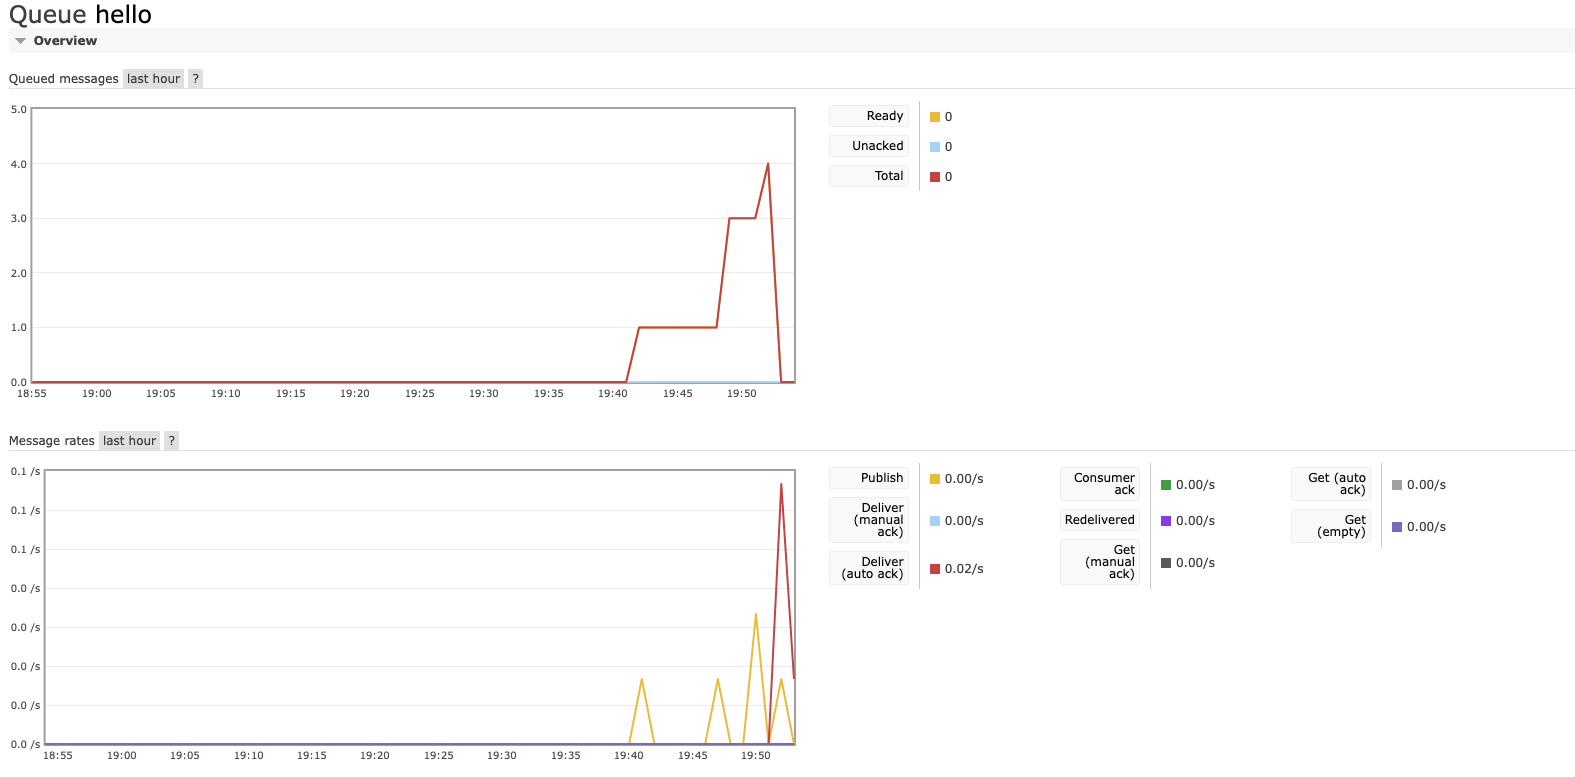 Queue hello
Overview
Queued messages last hour ?
5.0
4.0
3.0
2.0
1.0
0.0
18:55 19:00 19:05 19:10 19:15 19:20 19:25 19:30 19:35 19:40 19:45 19:50
Ready 0
Unacked 0
Total 0
Message rates last hour ?
0.1 /s
0.1 /s
0.1 /s
0.0 /s
0.0 /s
0.0 /s
0.0 /s
0.0 /s
18:55 19:00 19:05 19:10 19:15 19:20 19:25 19:30 19:35 19:40 19:45 19:50
Publish 0.00/s
Deliver
(manual 0.00/s
ack)
Deliver
(auto ack) 0.02/s
Consumer
ack 0.00/s
Redelivered 0.00/s
Get
(manual 0.00/s
ack)
Get (auto
ack) 0.00/s
Get
(empty) 0.00/s